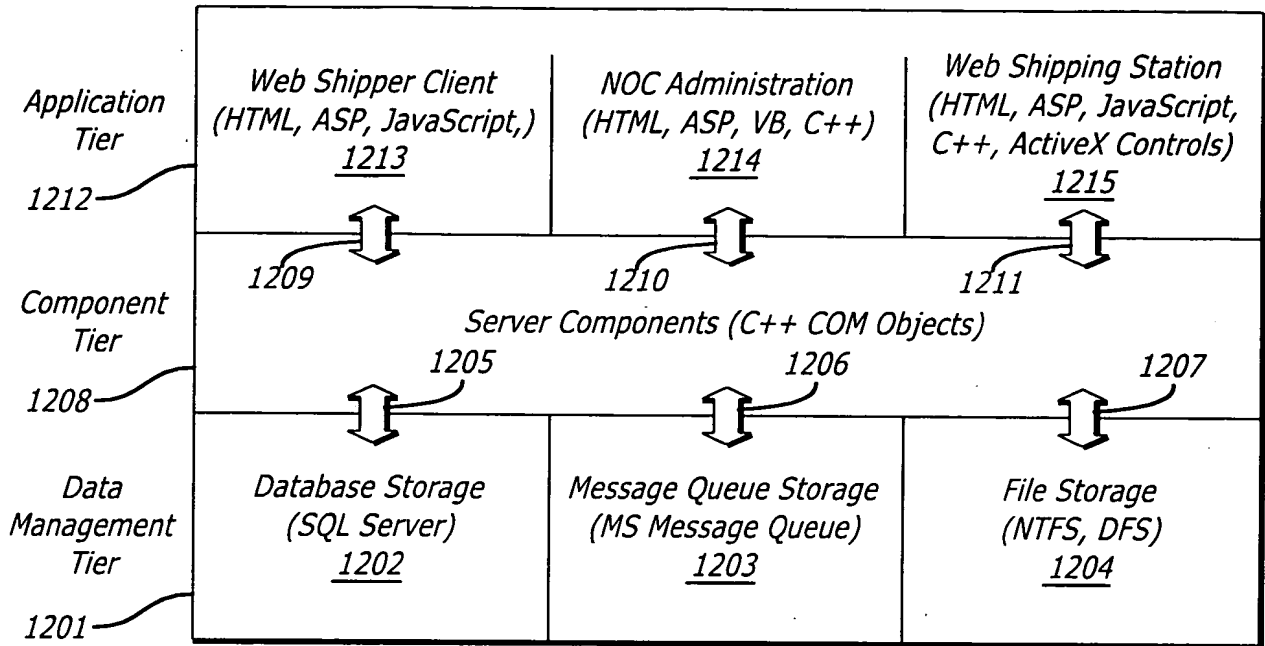 Application
Tier
1212
Web Shipper Client
(HTML, ASP, JavaScript,)
1213
NOC Administration
(HTML, ASP, VB, C++)
1214
Web Shipping Station
(HTML, ASP, JavaScript,
C++, ActiveX Controls)
1215
1209
1210
1211
Component
Tier
1208
Server Components (C++ COM Objects)
1205
1206
1207
Data
Management
Tier
1201
Database Storage
(SQL Server)
1202
Message Queue Storage
(MS Message Queue)
1203
File Storage
(NTFS, DFS)
1204